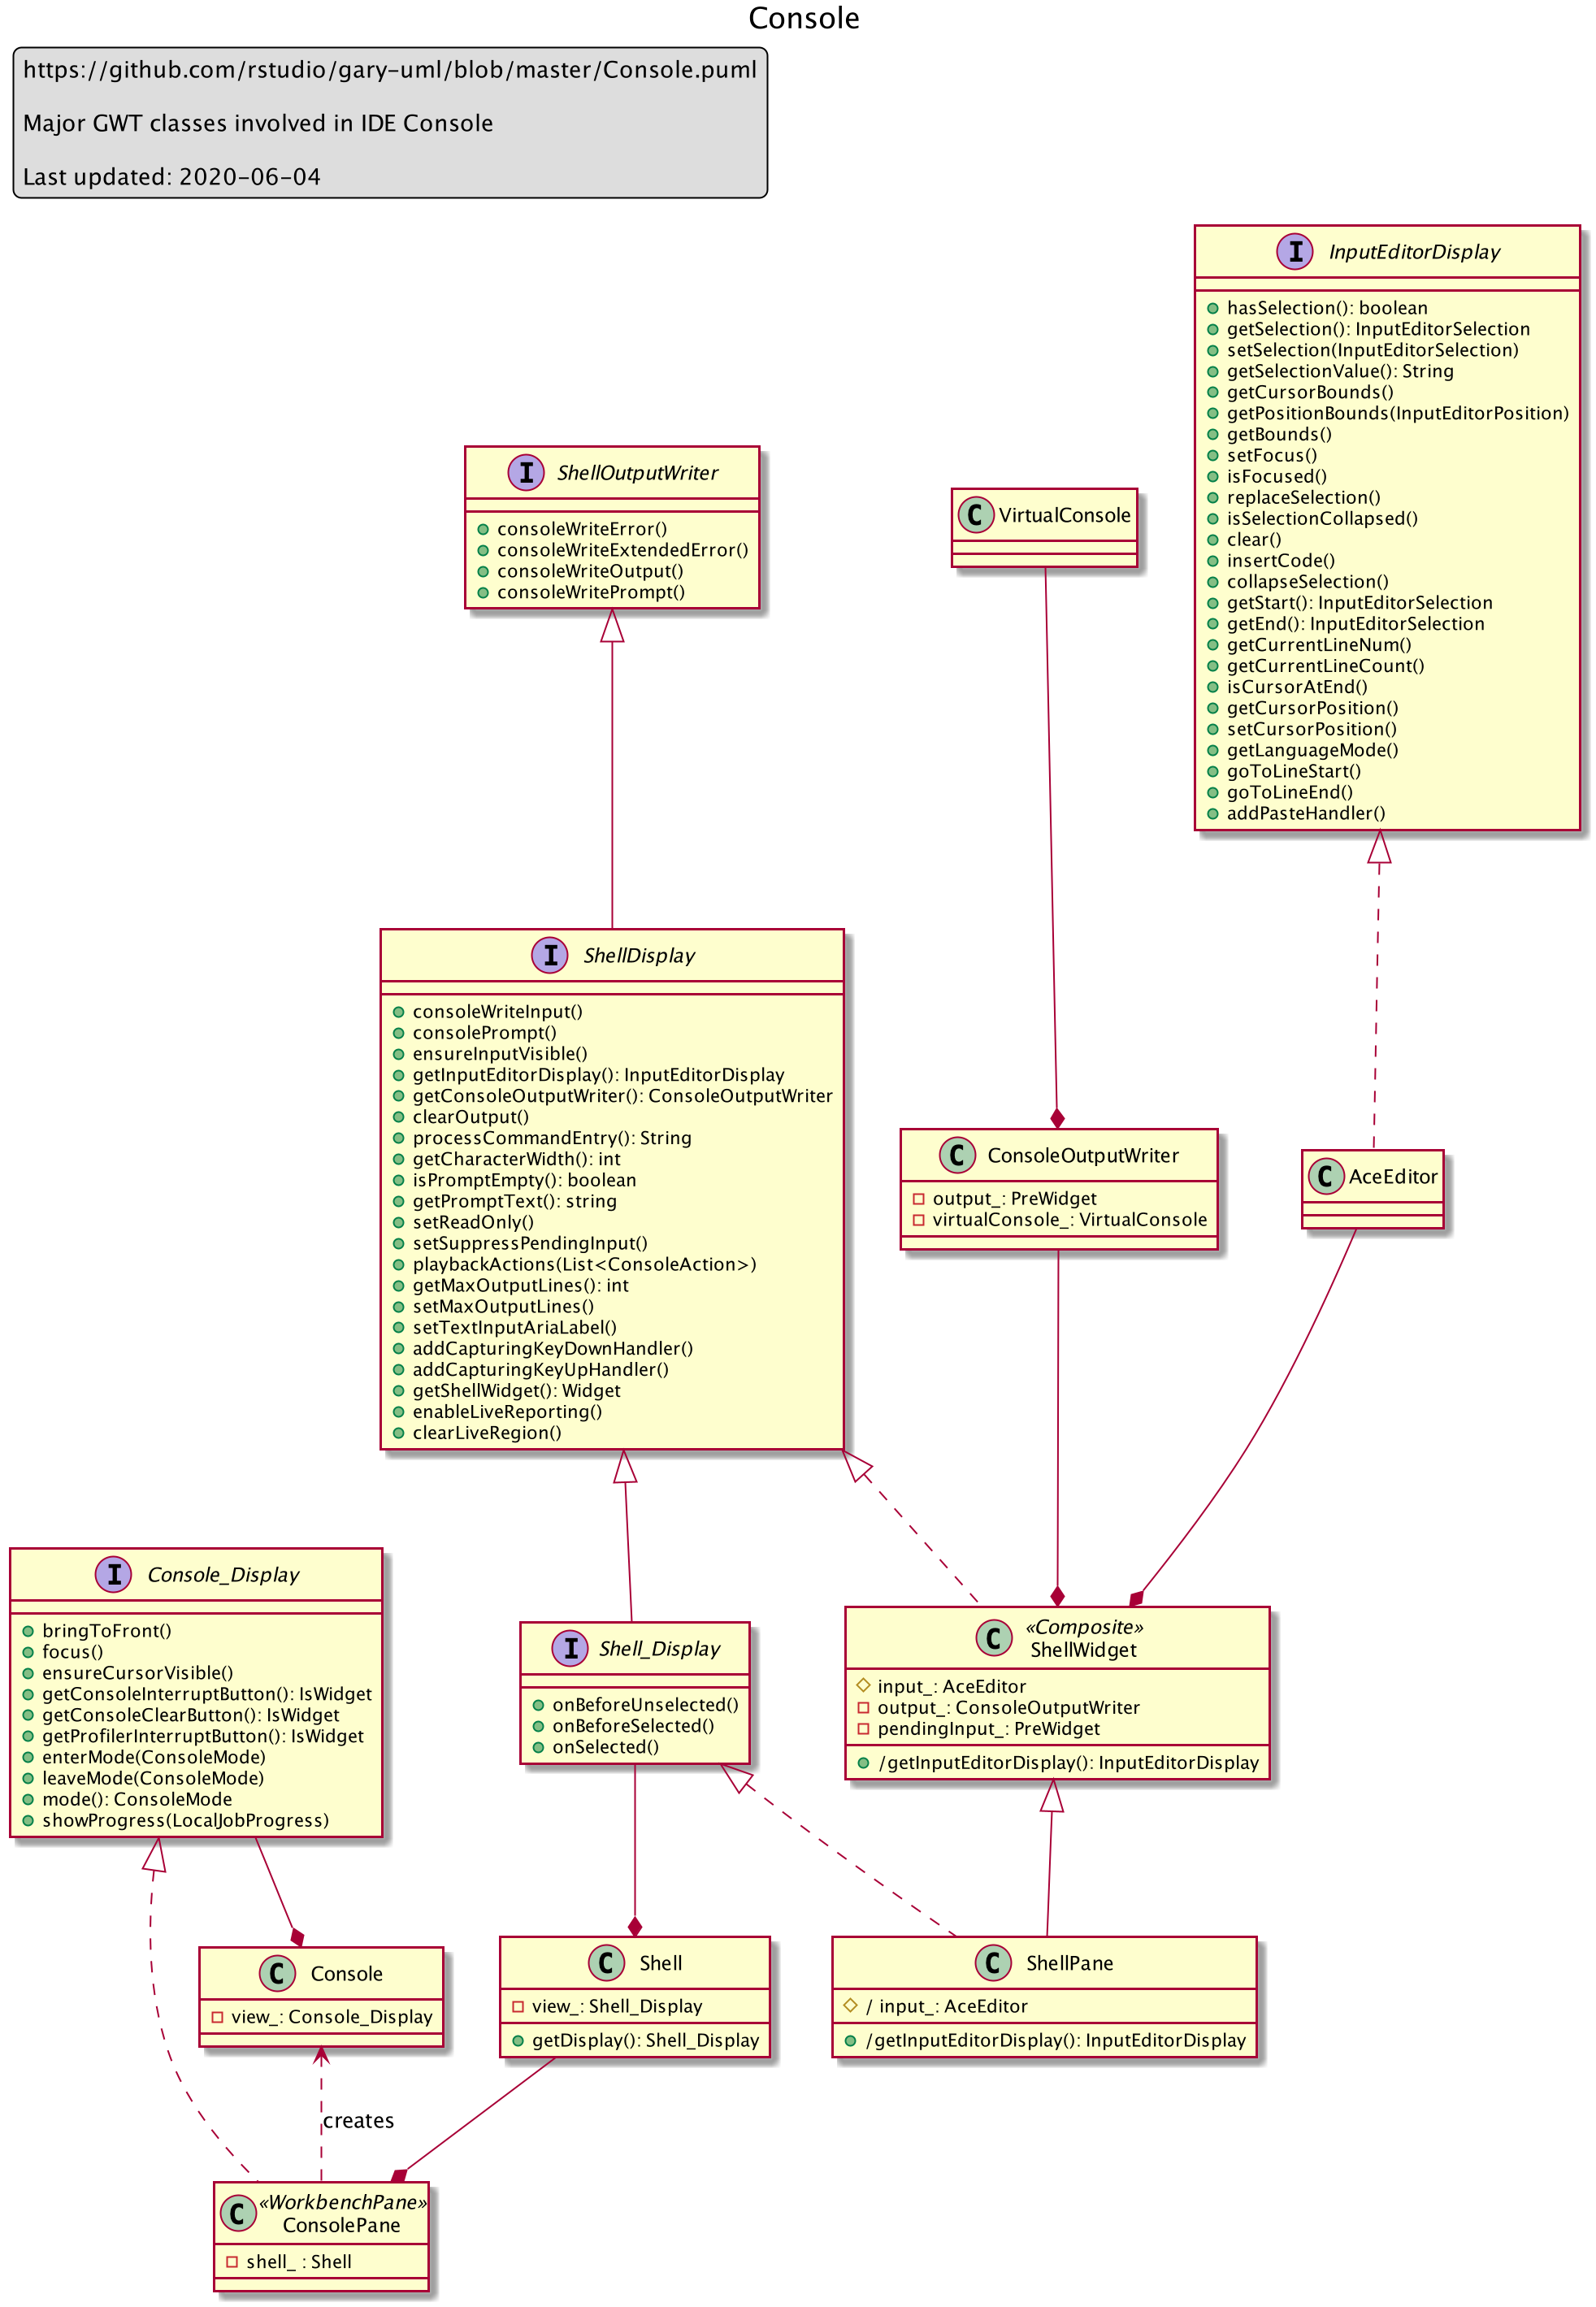 Console
https://github.com/rstudio/gary-uml/blob/master/Console.puml
Major GWT classes involved in IDE Console
Last updated: 2020-06-04
I InputEditorDisplay
hasSelection(): boolean
getSelection(): InputEditorSelection
setSelection(InputEditorSelection)
getSelectionValue(): String
getCursorBounds()
getPositionBounds(InputEditorPosition)
getBounds()
setFocus()
isFocused()
replaceSelection()
isSelectionCollapsed()
clear()
insertCode()
collapseSelection()
getStart(): InputEditorSelection
getEnd(): InputEditorSelection
getCurrentLineNum()
getCurrentLineCount()
isCursorAtEnd()
getCursorPosition()
setCursorPosition()
getLanguageMode()
goToLineStart()
goToLineEnd()
addPasteHandler()
I ShellOutputWriter
consoleWriteError()
consoleWriteExtendedError()
consoleWriteOutput()
consoleWritePrompt()
C VirtualConsole
I ShellDisplay
consoleWriteInput()
consolePrompt()
ensureInputVisible()
getInputEditorDisplay(): InputEditorDisplay
getConsoleOutputWriter(): ConsoleOutputWriter
clearOutput()
processCommandEntry(): String
getCharacterWidth(): int
isPromptEmpty(): boolean
getPromptText(): string
setReadOnly()
setSuppressPendingInput()
playbackActions(List<ConsoleAction>)
getMaxOutputLines(): int
setMaxOutputLines()
setTextInputAriaLabel()
addCapturingKeyDownHandler()
addCapturingKeyUpHandler()
getShellWidget(): Widget
enableLiveReporting()
clearLiveRegion()
C ConsoleOutputWriter
output_: PreWidget
virtualConsole_: VirtualConsole
C AceEditor
I Console_Display
bringToFront()
focus()
ensureCursorVisible()
getConsoleInterruptButton(): IsWidget
getConsoleClearButton(): IsWidget
getProfilerInterruptButton(): IsWidget
enterMode(ConsoleMode)
leaveMode(ConsoleMode)
mode(): ConsoleMode
showProgress(LocalJobProgress)
I Shell_Display
onBeforeUnselected()
onBeforeSelected()
onSelected()
C «Composite»
ShellWidget
input_: AceEditor
output_: ConsoleOutputWriter
pendingInput_: PreWidget
/getInputEditorDisplay(): InputEditorDisplay
C Console
view_: Console_Display
C Shell
view_: Shell_Display
getDisplay(): Shell_Display
C ShellPane
/ input_: AceEditor
/getInputEditorDisplay(): InputEditorDisplay
creates
C «WorkbenchPane»
ConsolePane
shell_ : Shell